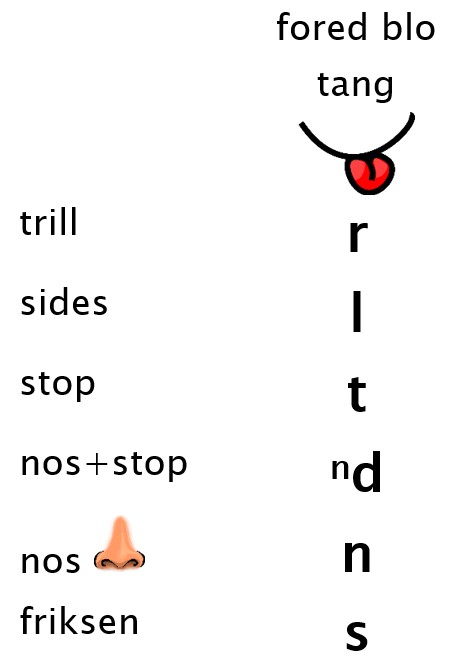 fored blo
tang
trill r
sides l
stop t
nos+stop ⁿd
nos n
friksen s